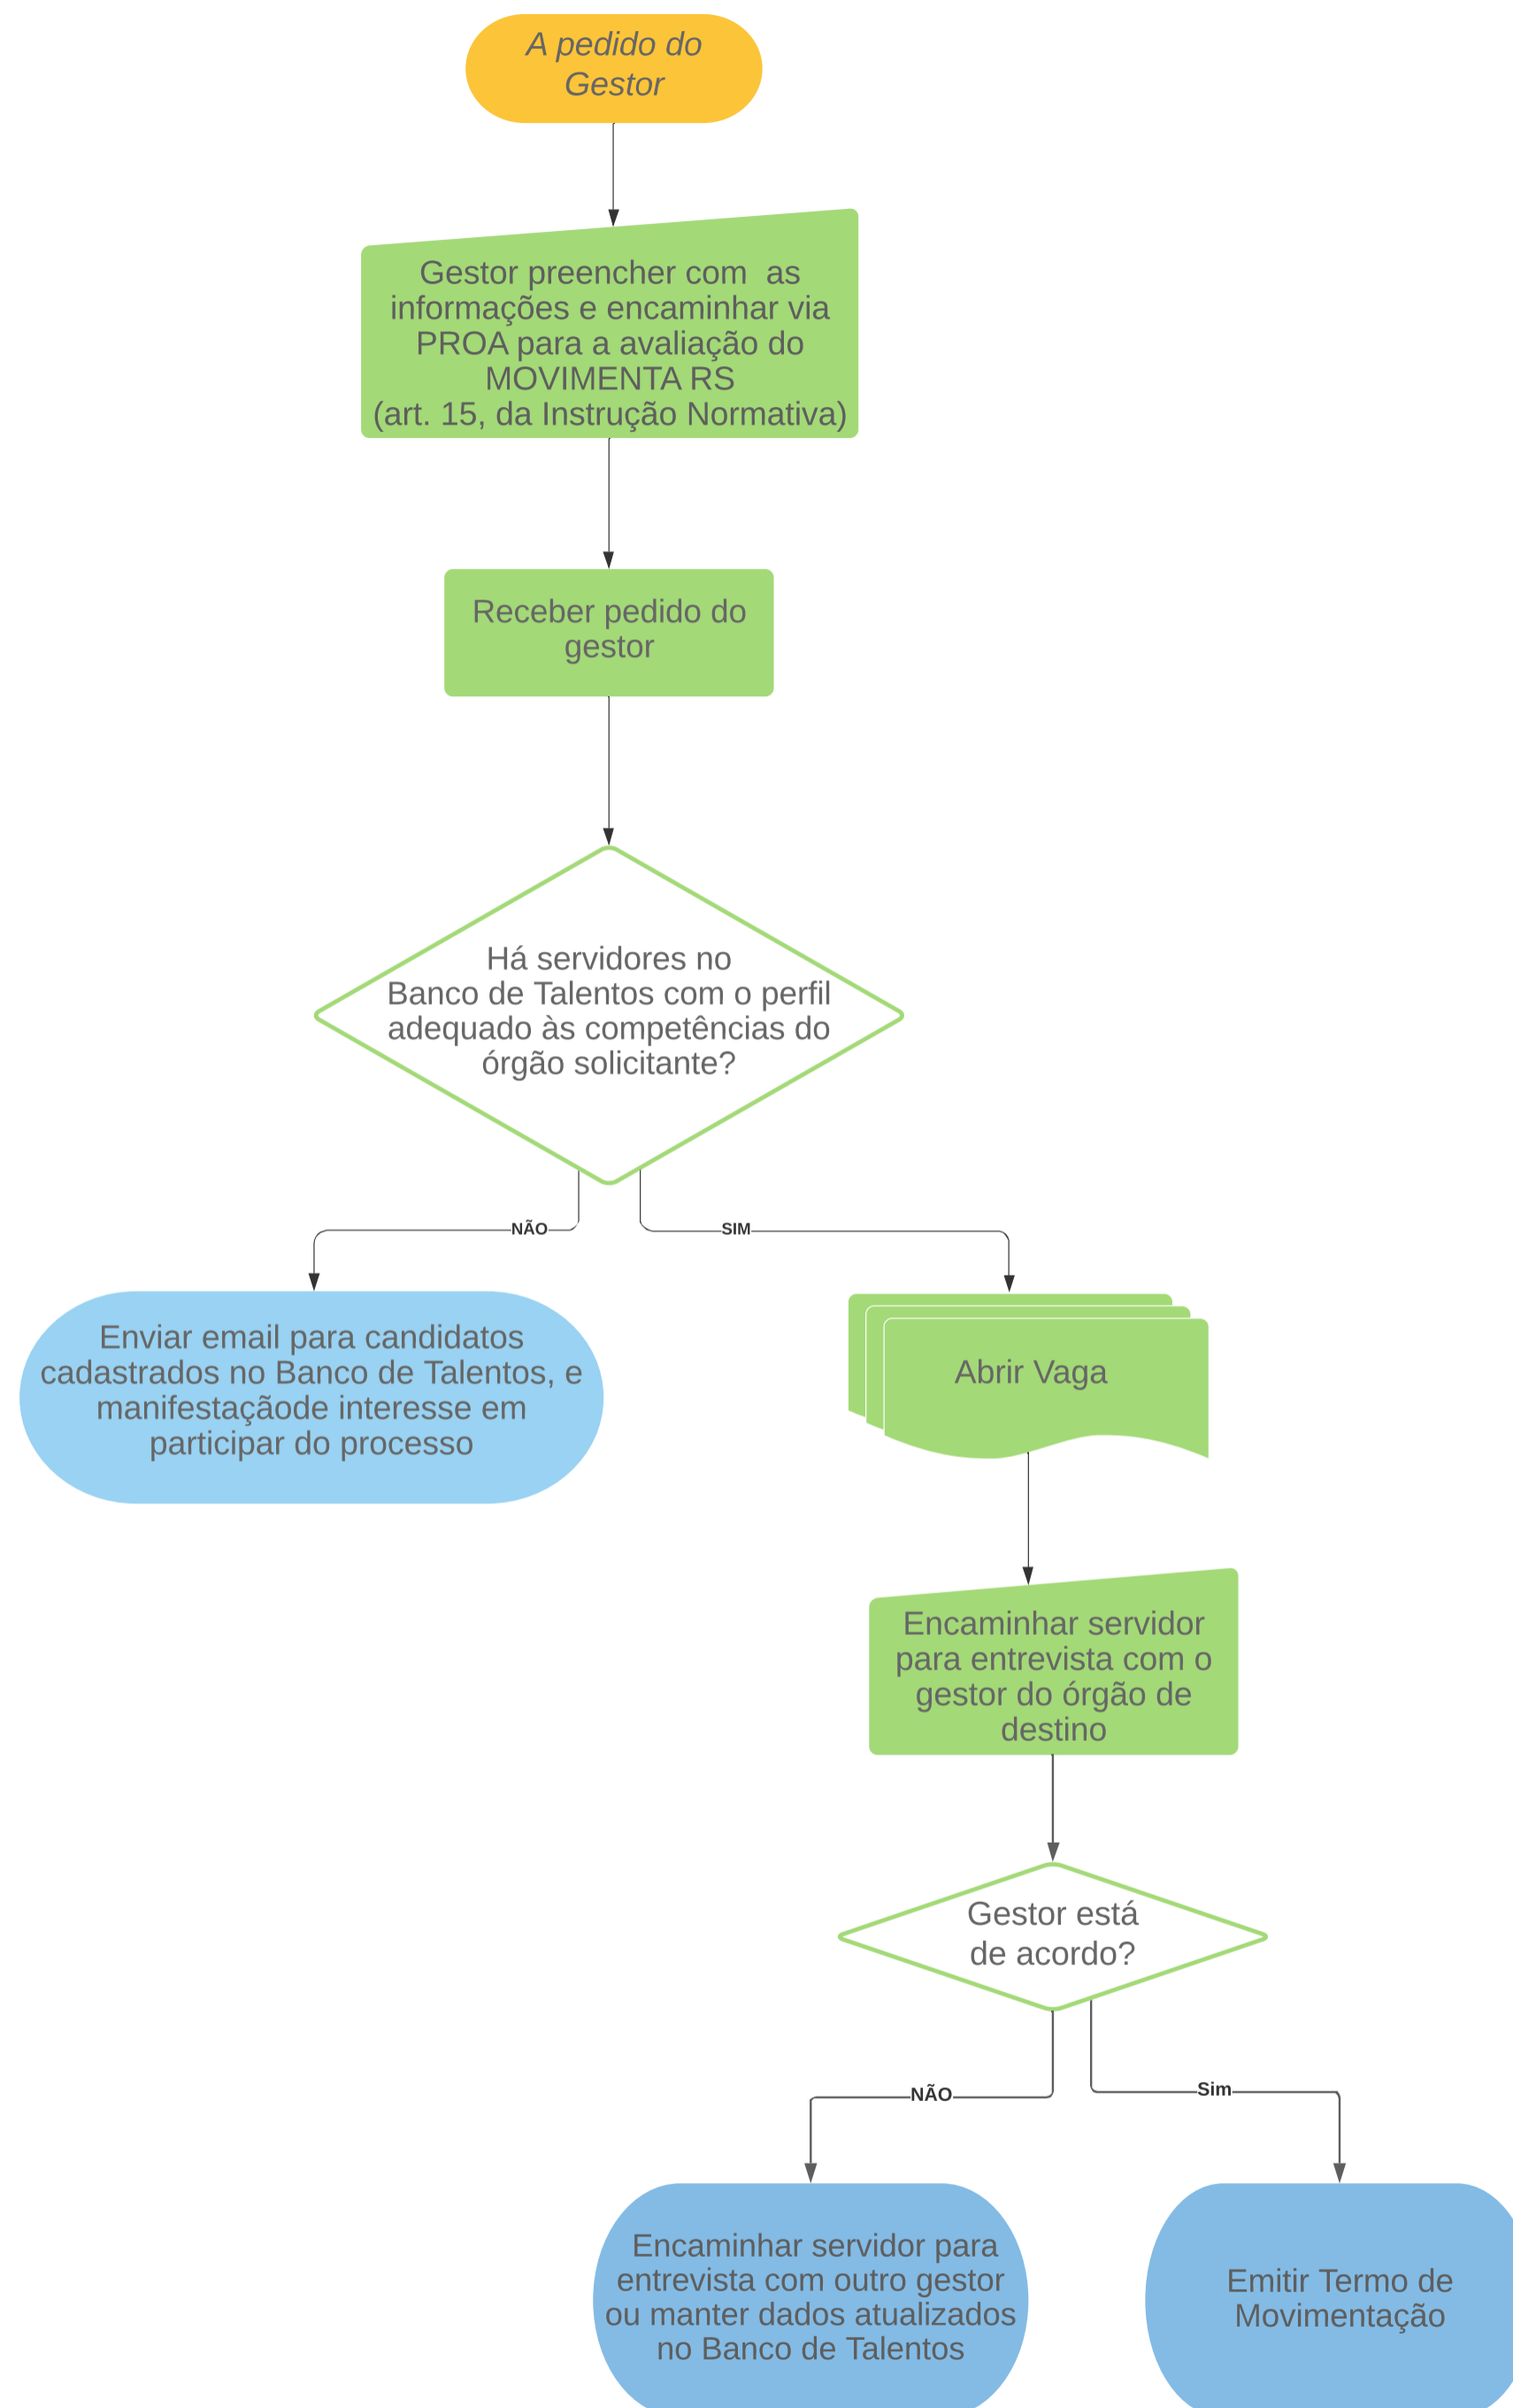 A pedido do
Gestor
Gestor preencher com  as
informações e encaminhar via
PROA para a avaliação do
MOVIMENTA RS
(art. 15, da Instrução Normativa)
Receber pedido do
gestor
Há servidores no
Banco de Talentos com o perfil
adequado às competências do
órgão solicitante?
NÃO
SIM
Enviar email para candidatos
cadastrados no Banco de Talentos, e
manifestaçãode interesse em
participar do processo
Abrir Vaga
Encaminhar servidor
para entrevista com o
gestor do órgão de
destino
Gestor está
de acordo?
NÃO
Sim
Encaminhar servidor para
entrevista com outro gestor
ou manter dados atualizados
no Banco de Talentos
Emitir Termo de
Movimentação